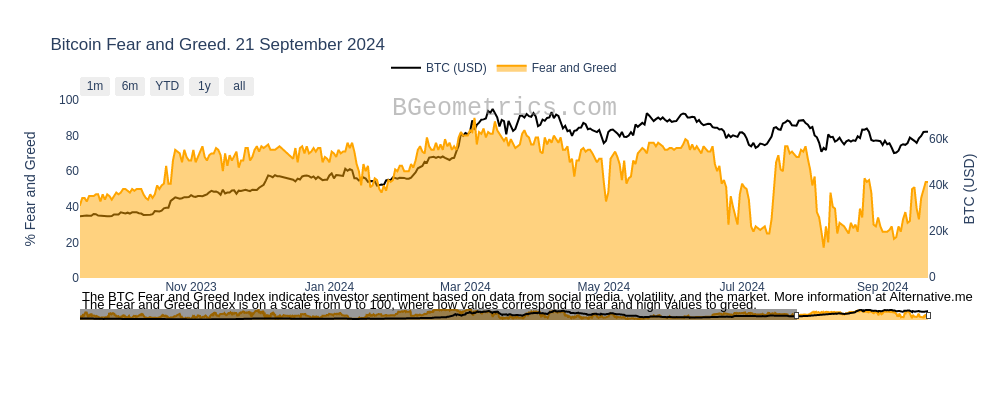 Bitcoin Fear and Greed. 21 September 2024
BTC (USD) Fear and Greed
1m 6m YTD 1y all
BGeometrics.com
100
80
60
40
20
0
% Fear and Greed
60k
40k
20k
0
BTC (USD)
Nov 2023 Jan 2024 Mar 2024 May 2024 Jul 2024 Sep 2024
The BTC Fear and Greed Index indicates investor sentiment based on data from social media, volatility, and the market. More information at Alternative.me
The Fear and Greed Index is on a scale from 0 to 100, where low values correspond to fear and high values to greed.